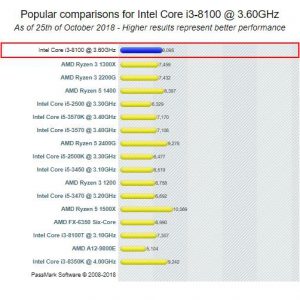 Popular comparisons for Intel Core i3-8100 @ 3.60GHz
As of 25th of October 2018 - Higher results represent better performance
Intel Core i3-8100 @ 3.60GHz 8,095
AMD Ryzen 3 1300X 7,459
AMD Ryzen 3 2200G 7,432
AMD Ryzen 5 1400 8,397
Intel Core i5-2500 @ 3.30GHz 6,329
Intel Core i5-3570K @ 3.40GHz 7,170
Intel Core i5-3570 @ 3.40GHz 7,106
AMD Ryzen 5 2400G 9,275
Intel Core i5-2500K @ 3.30GHz 6,477
Intel Core i5-3450 @ 3.10GHz 6,519
AMD Ryzen 3 1200 6,758
Intel Core i5-3470 @ 3.20GHz 6,692
AMD Ryzen 5 1500X 10,569
AMD FX-6350 Six-Core 6,960
Intel Core i3-8100T @ 3.10GHz 7,347
AMD A12-9800E 5,104
Intel Core i3-8350K @ 4.00GHz 9,242
PassMark Software © 2008-2018